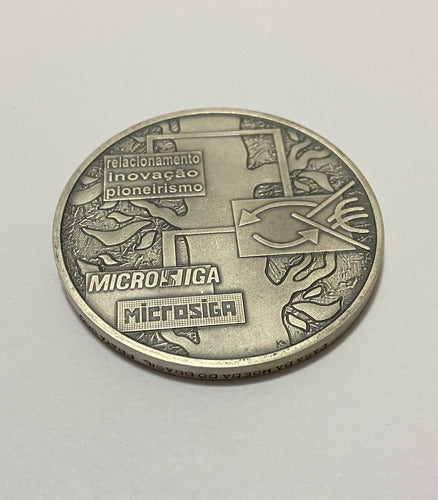 relacionamento
inovação
pioneirismo
MICROSIGA
MICROSIGA
CASA DA MOEDA DO BRASIL